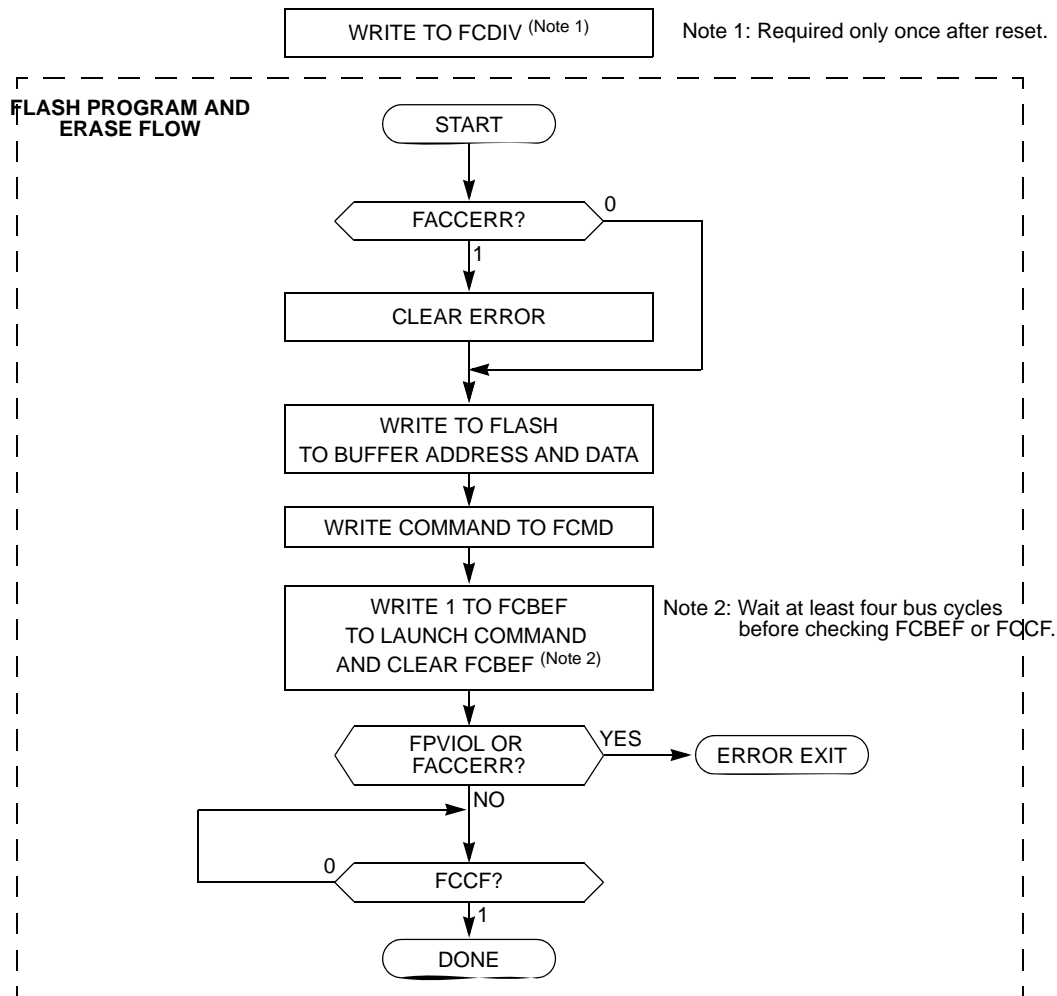 WRITE TO FCDIV (Note 1)
Note 1: Required only once after reset.
FLASH PROGRAM AND
ERASE FLOW
START
FACCERR?
0
1
CLEAR ERROR
WRITE TO FLASH
TO BUFFER ADDRESS AND DATA
WRITE COMMAND TO FCMD
WRITE 1 TO FCBEF
TO LAUNCH COMMAND
AND CLEAR FCBEF (Note 2)
Note 2: Wait at least four bus cycles
before checking FCBEF or FCCF.
FPVIOL OR
FACCERR?
YES
ERROR EXIT
NO
0
FCCF?
1
DONE